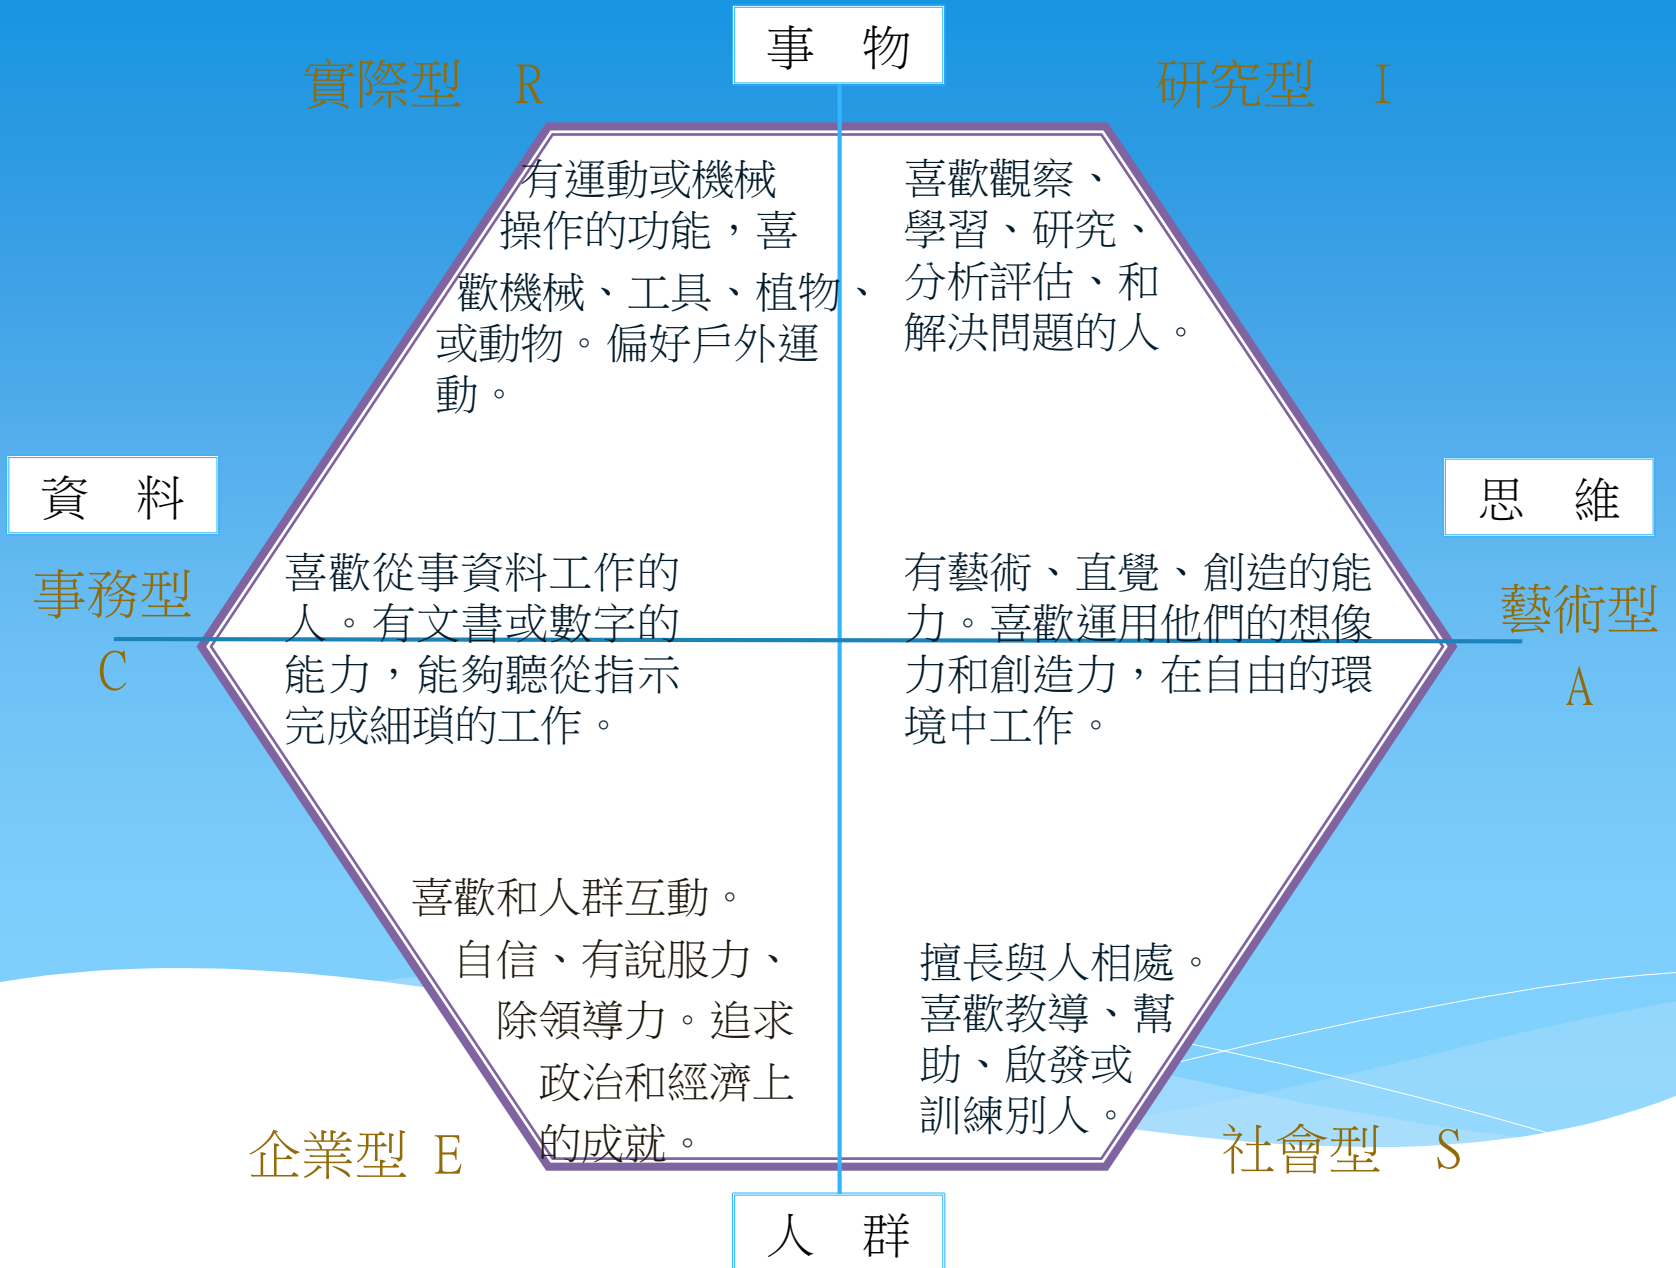 事 物
實際型 R
研究型 I
有運動或機械
操作的功能，喜
歡機械、工具、植物、
或動物。偏好戶外運
動。
喜歡觀察、
學習、研究、
分析評估、和
解決問題的人。
資 料
思 維
事務型
C
喜歡從事資料工作的
人。有文書或數字的
能力，能夠聽從指示
完成細瑣的工作。
有藝術、直覺、創造的能
力。喜歡運用他們的想像
力和創造力，在自由的環
境中工作。
藝術型
A
喜歡和人群互動。
自信、有說服力、
除領導力。追求
政治和經濟上
的成就。
擅長與人相處。
喜歡教導、幫
助、啟發或
訓練別人。
企業型 E
社會型 S
人 群